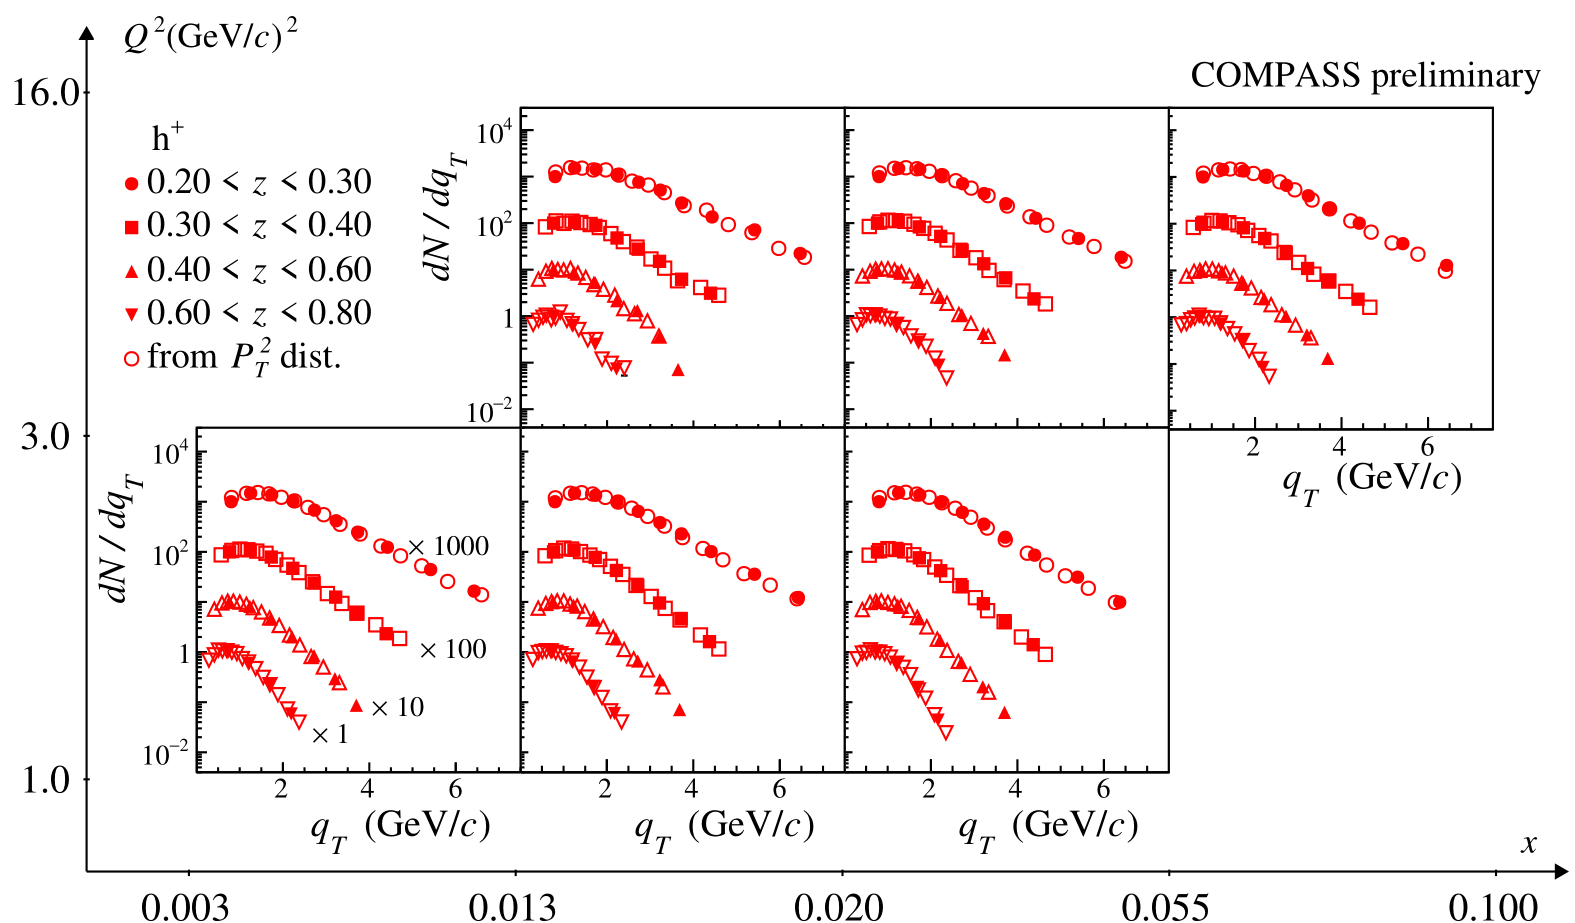 Q²(GeV/c)²
COMPASS preliminary
16.0
h⁺
0.20 < z < 0.30
0.30 < z < 0.40
0.40 < z < 0.60
0.60 < z < 0.80
from P_T² dist.
dN / dq_T
10⁴
10²
1
10⁻²
2 4 6
q_T (GeV/c)
3.0
dN / dq_T
10⁴
10²
1
10⁻²
× 1000
× 100
× 10
× 1
1.0
2 4 6 2 4 6 2 4 6
q_T (GeV/c) q_T (GeV/c) q_T (GeV/c)
x
0.003 0.013 0.020 0.055 0.100